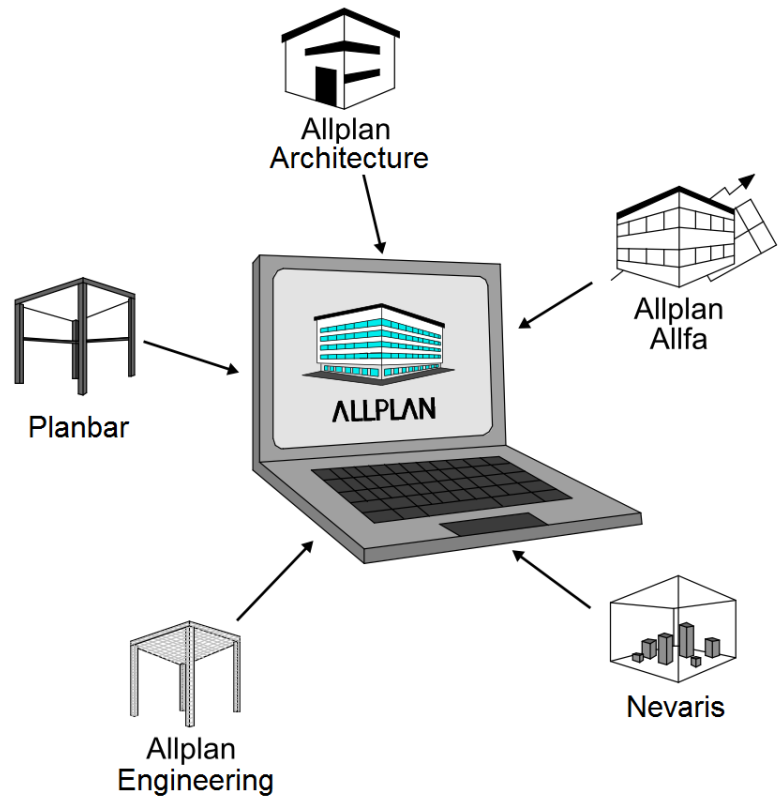 Allplan
Architecture
Allplan
Allfa
Planbar
ALLPLAN
Nevaris
Allplan
Engineering